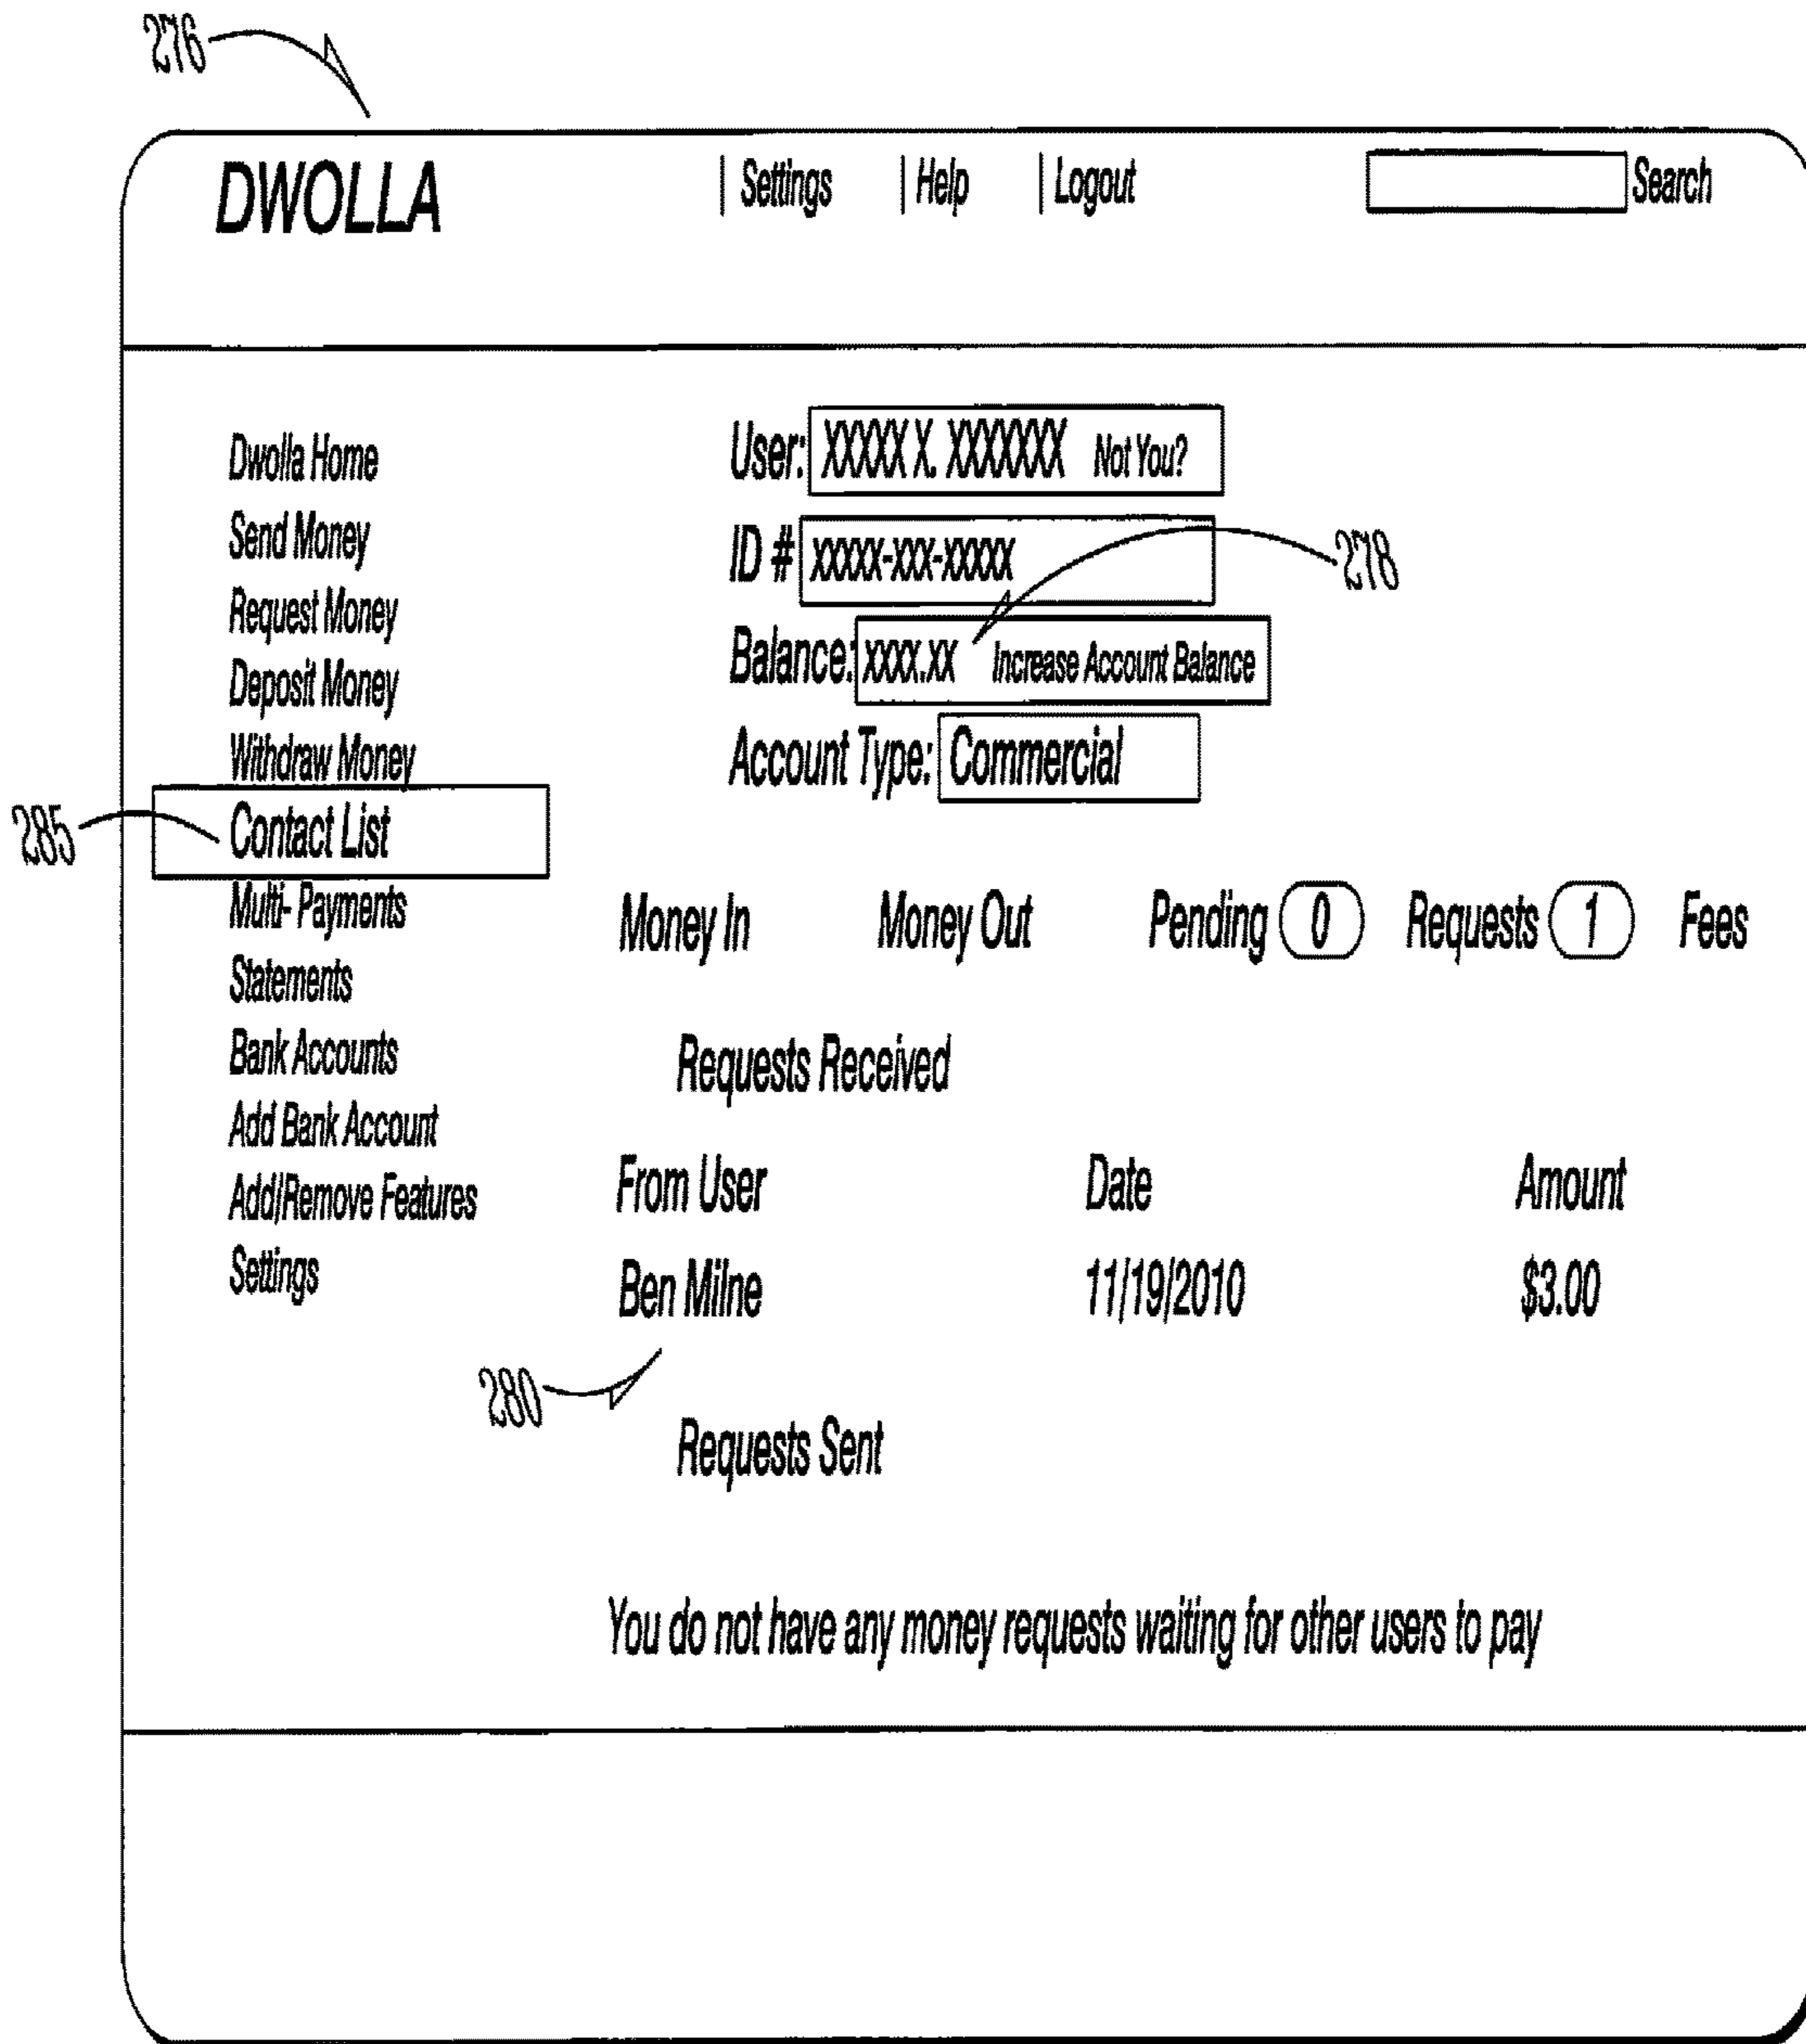 276
DWOLLA | Settings | Help | Logout Search
Dwolla Home
Send Money
Request Money
Deposit Money
Withdraw Money
285
Contact List
Multi- Payments
Statements
Bank Accounts
Add Bank Account
Add/Remove Features
Settings
User: XXXXX X. XXXXXXX Not You?
ID # xxxxx-xxx-xxxxx
278
Balance: xxxx.xx Increase Account Balance
Account Type: Commercial
Money In Money Out Pending 0 Requests 1 Fees
Requests Received
From User Date Amount
Ben Milne 11/19/2010 $3.00
280
Requests Sent
You do not have any money requests waiting for other users to pay